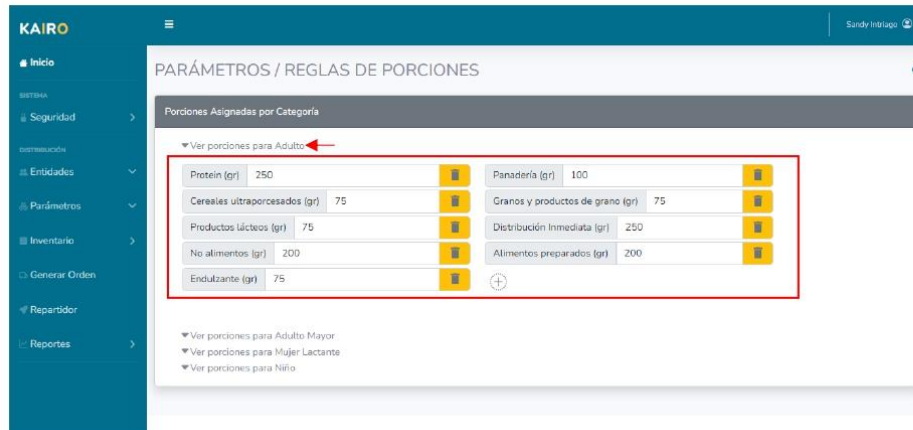 KAIRO
Sandy Intriago
Inicio
PARÁMETROS / REGLAS DE PORCIONES
SISTEMA
Seguridad
Porciones Asignadas por Categoría
DISTRIBUCIÓN
Ver porciones para Adulto
Entidades
Protein (gr) 250
Panadería (gr) 100
Parámetros
Cereales ultraporcesados (gr) 75
Granos y productos de grano (gr) 75
Productos lácteos (gr) 75
Distribución Inmediata (gr) 250
Inventario
No alimentos (gr) 200
Alimentos preparados (gr) 200
Generar Orden
Endulzante (gr) 75
Repartidor
Reportes
Ver porciones para Adulto Mayor
Ver porciones para Mujer Lactante
Ver porciones para Niño